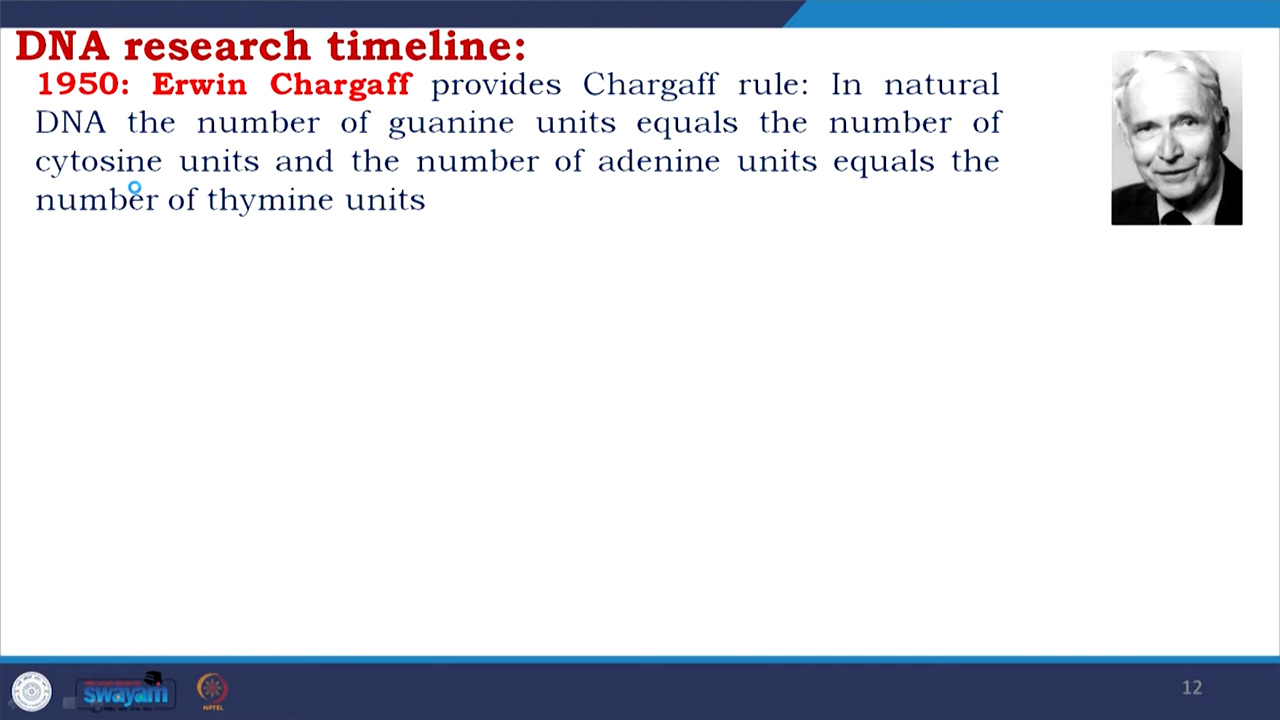 DNA research timeline:
1950: Erwin Chargaff provides Chargaff rule: In natural
DNA the number of guanine units equals the number of
cytosine units and the number of adenine units equals the
number of thymine units
swayam
NPTEL
12